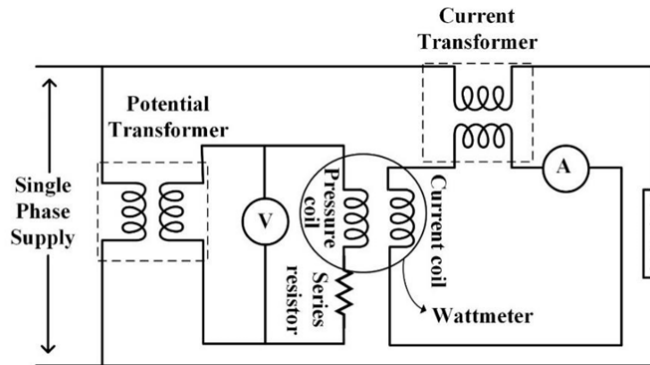 Current
Transformer
Potential
Transformer
Single
Phase
Supply
V
Pressure
coil
Series
resistor
Current coil
A
Wattmeter